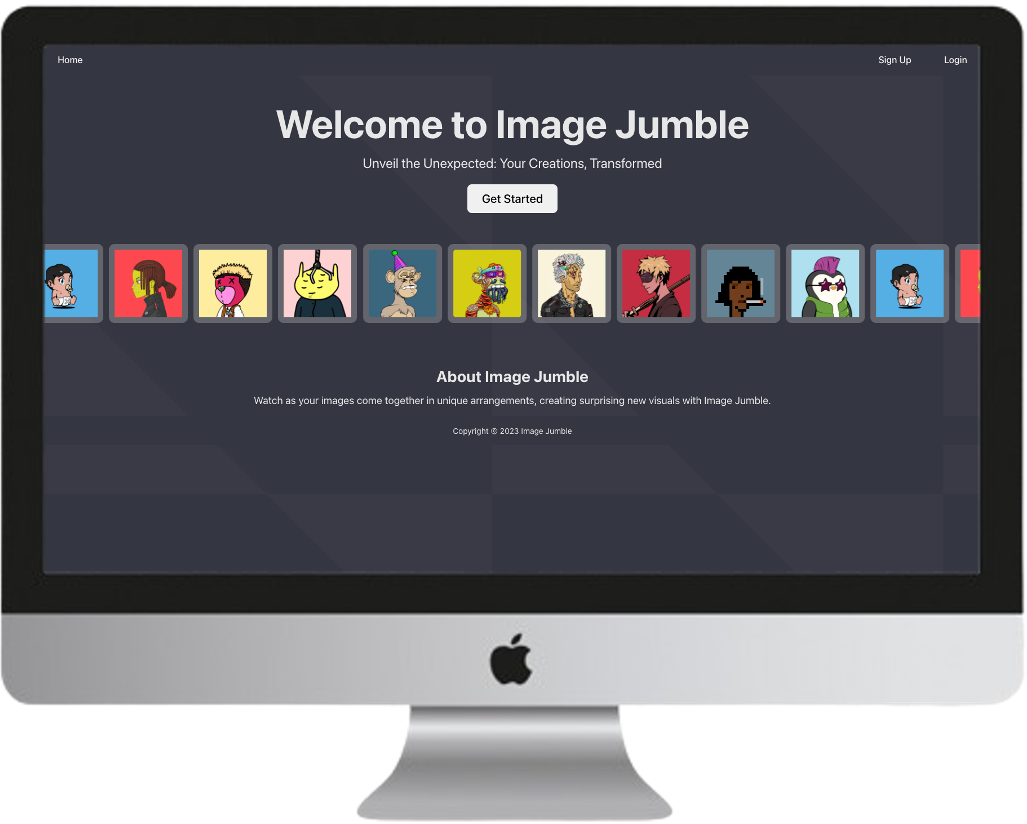 Home
Sign Up
Login
Welcome to Image Jumble
Unveil the Unexpected: Your Creations, Transformed
Get Started
About Image Jumble
Watch as your images come together in unique arrangements, creating surprising new visuals with Image Jumble.
Copyright © 2023 Image Jumble